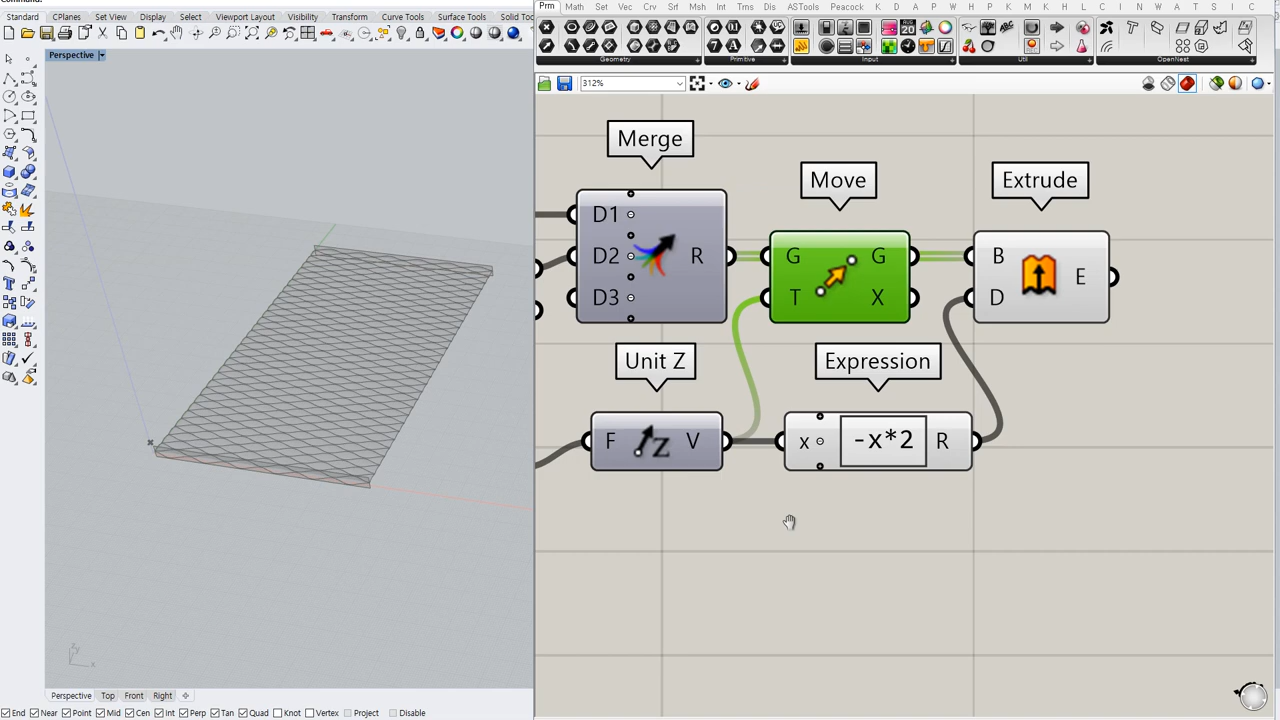 Command:
Standard CPlanes Set View Display Select Viewport Layout Visibility Transform Curve Tools Surface Tools Solid Too
Perspective
Prm Math Set Vec Crv Srf Msh Int Trns Dis ASTools Peacock K A F A P W H P K M D K L E F L N D S M V A W T S C
Geometry Primitive Input Util OpenNest
312%
Merge
Move
Extrude
D1
D2 R
D3
G G
T X
B
D E
Unit Z
Expression
F Z V
x -x*2 R
z y x
Perspective Top Front Right
End Near Point Mid Cen Int Perp Tan Quad Knot Vertex Project Disable